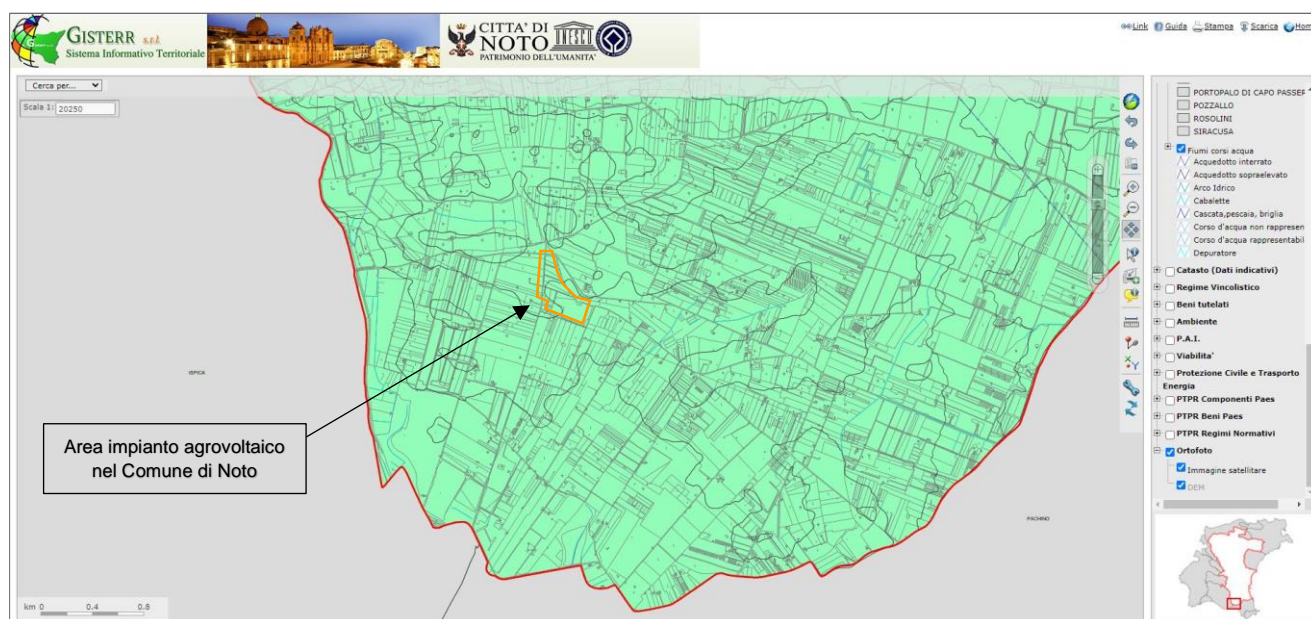 GISTERR s.r.l.
Sistema Informativo Territoriale
CITTA' DI
NOTO
UNESCO
PATRIMONIO DELL'UMANITA'
Link Guida Stampa Scarica Hom
Cerca per...
Scala 1: 20250
PORTOPALO DI CAPO PASSER
POZZALLO
ROSOLINI
SIRACUSA
Fiumi corsi acqua
Acquedotto interrato
Acquedotto sopraelevato
Arco Idrico
Cabalette
Cascata,pescaia, briglia
Corso d'acqua non rappresen
Corso d'acqua rappresentabil
Depuratore
Catasto (Dati indicativi)
Regime Vincolistico
Beni tutelati
Ambiente
P.A.I.
Viabilita'
Protezione Civile e Trasporto
Energia
PTPR Componenti Paes
PTPR Beni Paes
PTPR Regimi Normativi
Ortofoto
Immagine satellitare
DEM
ISPICA
Area impianto agrovoltaico
nel Comune di Noto
PACHINO
km 0 0.4 0.8